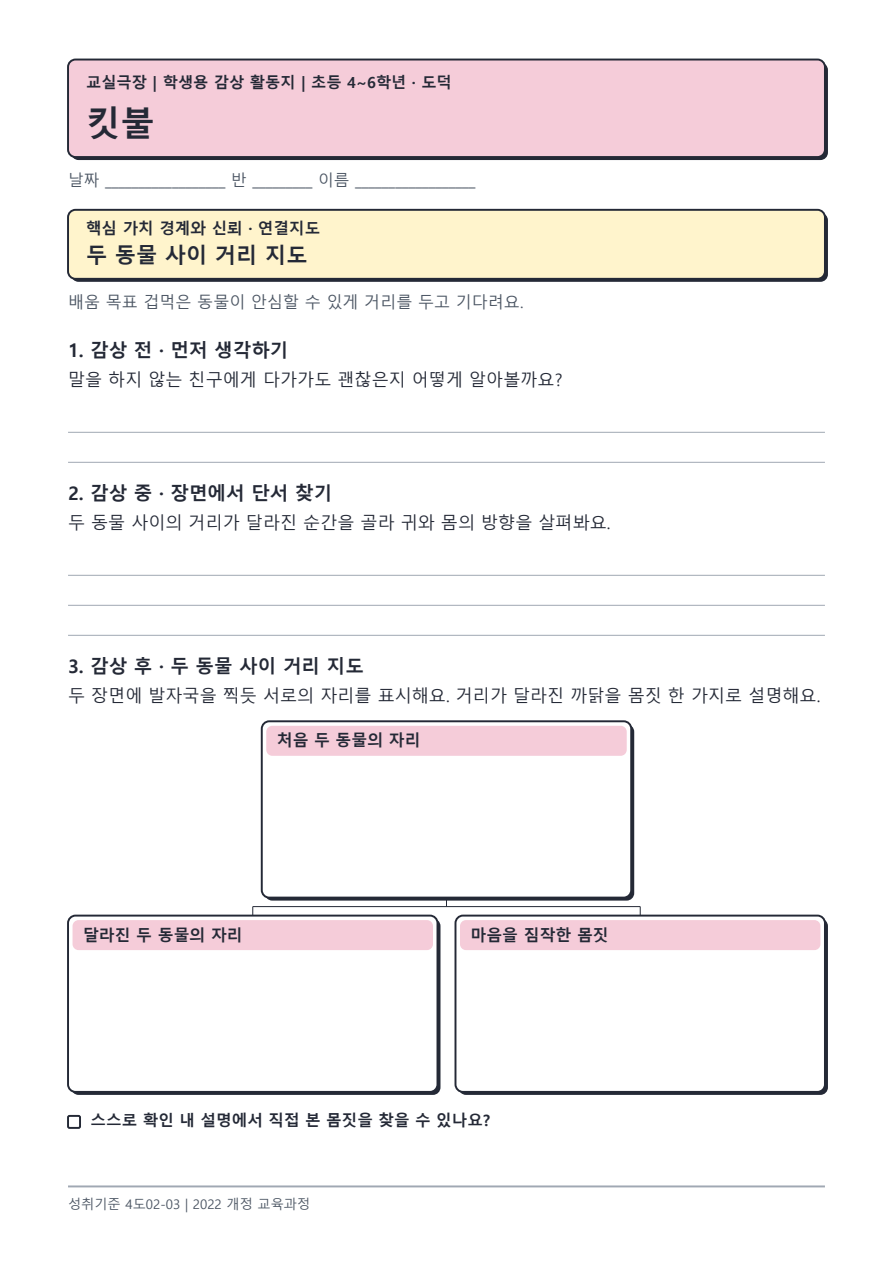 교실극장 | 학생용 감상 활동지 | 초등 4~6학년 · 도덕
킷불
날짜 _______________ 반 _______ 이름 _______________
핵심 가치 경계와 신뢰 · 연결지도
두 동물 사이 거리 지도
배움 목표 겁먹은 동물이 안심할 수 있게 거리를 두고 기다려요.
1. 감상 전 · 먼저 생각하기
말을 하지 않는 친구에게 다가가도 괜찮은지 어떻게 알아볼까요?
2. 감상 중 · 장면에서 단서 찾기
두 동물 사이의 거리가 달라진 순간을 골라 귀와 몸의 방향을 살펴봐요.
3. 감상 후 · 두 동물 사이 거리 지도
두 장면에 발자국을 찍듯 서로의 자리를 표시해요. 거리가 달라진 까닭을 몸짓 한 가지로 설명해요.
처음 두 동물의 자리
달라진 두 동물의 자리
마음을 짐작한 몸짓
스스로 확인 내 설명에서 직접 본 몸짓을 찾을 수 있나요?
성취기준 4도02-03 | 2022 개정 교육과정